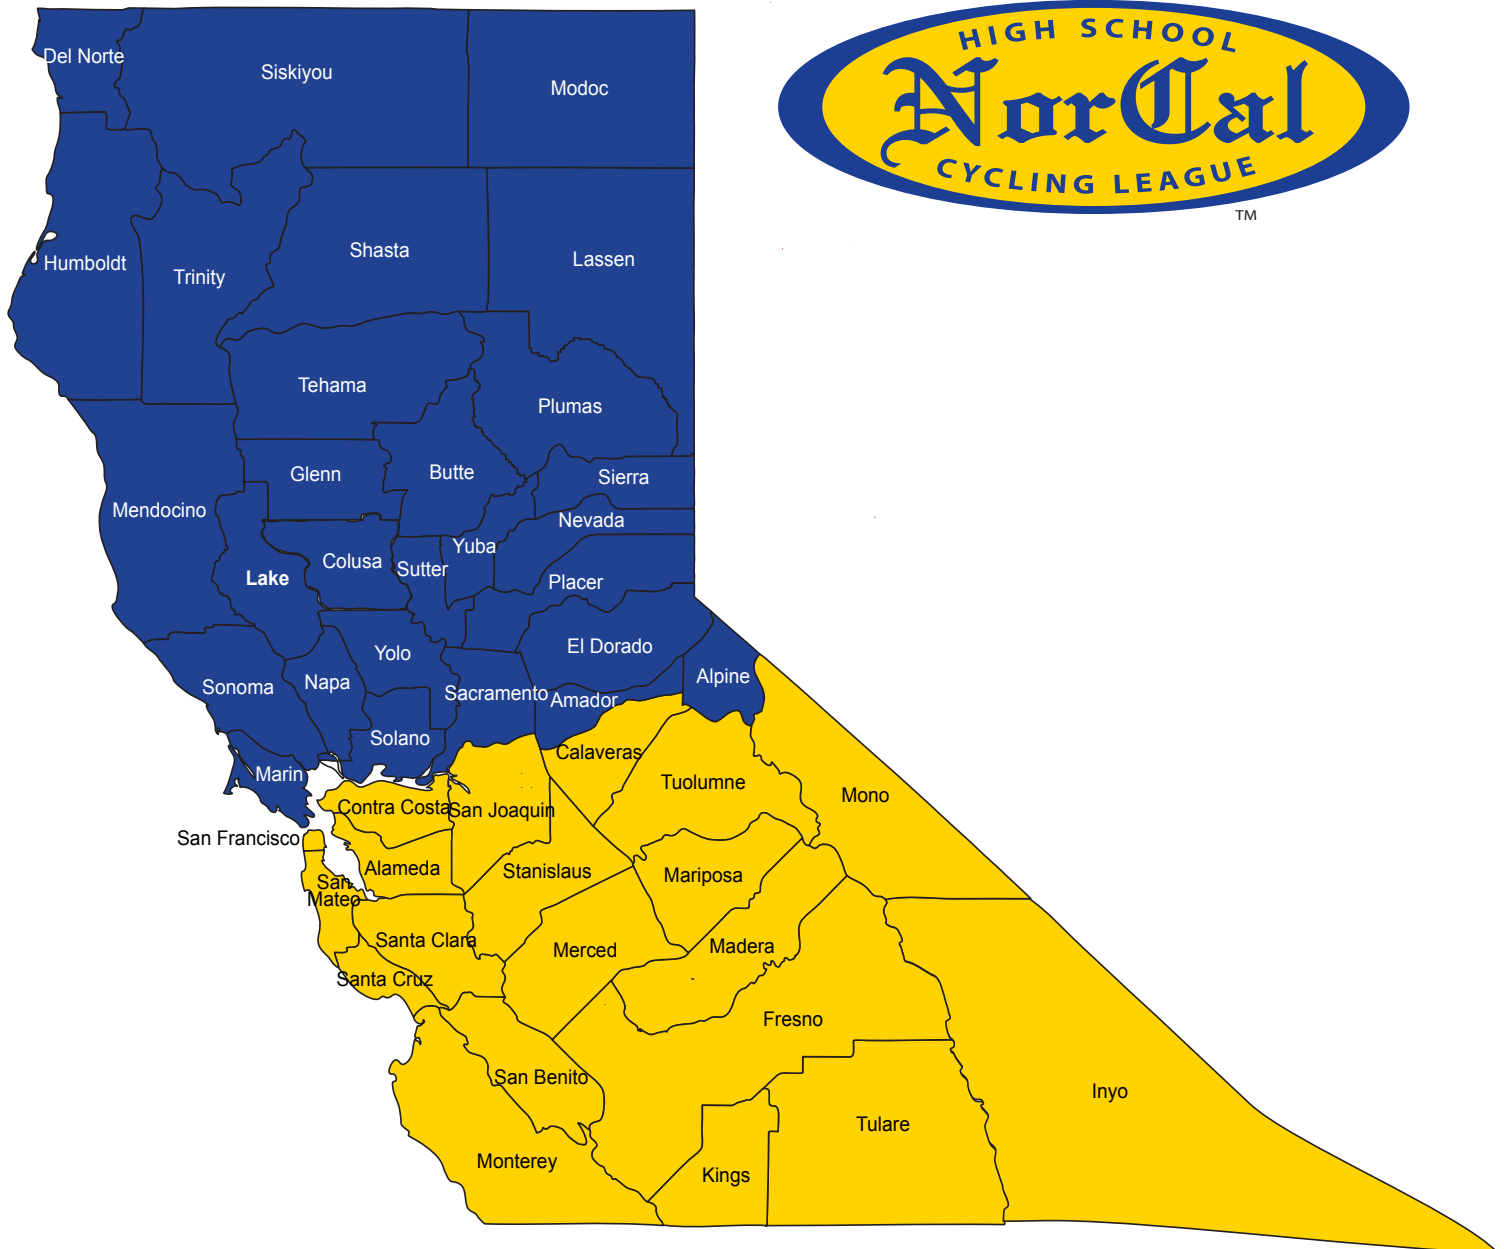 HIGH SCHOOL
NorCal
CYCLING LEAGUE
TM
Del Norte
Siskiyou
Modoc
Humboldt
Trinity
Shasta
Lassen
Tehama
Plumas
Glenn
Butte
Sierra
Mendocino
Nevada
Lake
Colusa
Sutter
Yuba
Placer
El Dorado
Yolo
Sonoma
Napa
Sacramento
Amador
Alpine
Solano
Marin
Calaveras
Tuolumne
Mono
Contra Costa
San Joaquin
San Francisco
Alameda
Stanislaus
Mariposa
San
Mateo
Santa Clara
Merced
Madera
Santa Cruz
Fresno
San Benito
Inyo
Tulare
Monterey
Kings